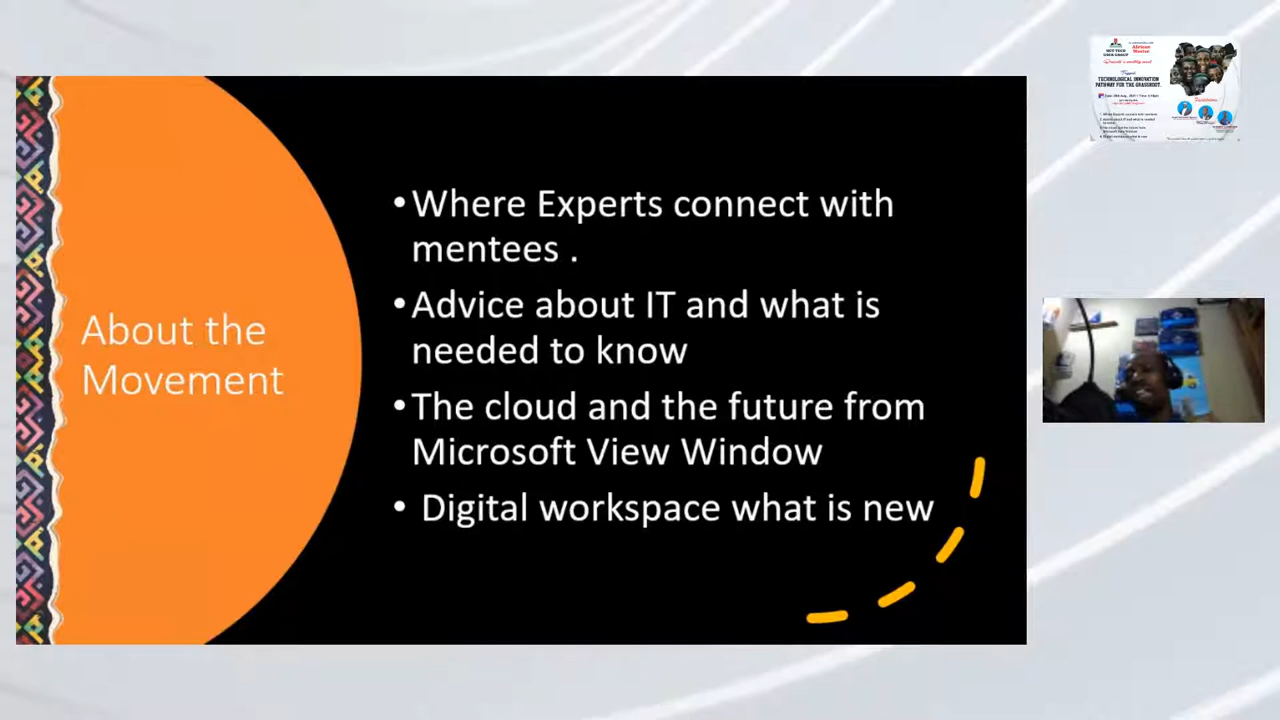 About the
Movement
•Where Experts connect with
mentees .
•Advice about IT and what is
needed to know
•The cloud and the future from
Microsoft View Window
• Digital workspace what is new
TECHNOLOGICAL INNOVATION
PATHWAY FOR THE GRASSROOT.